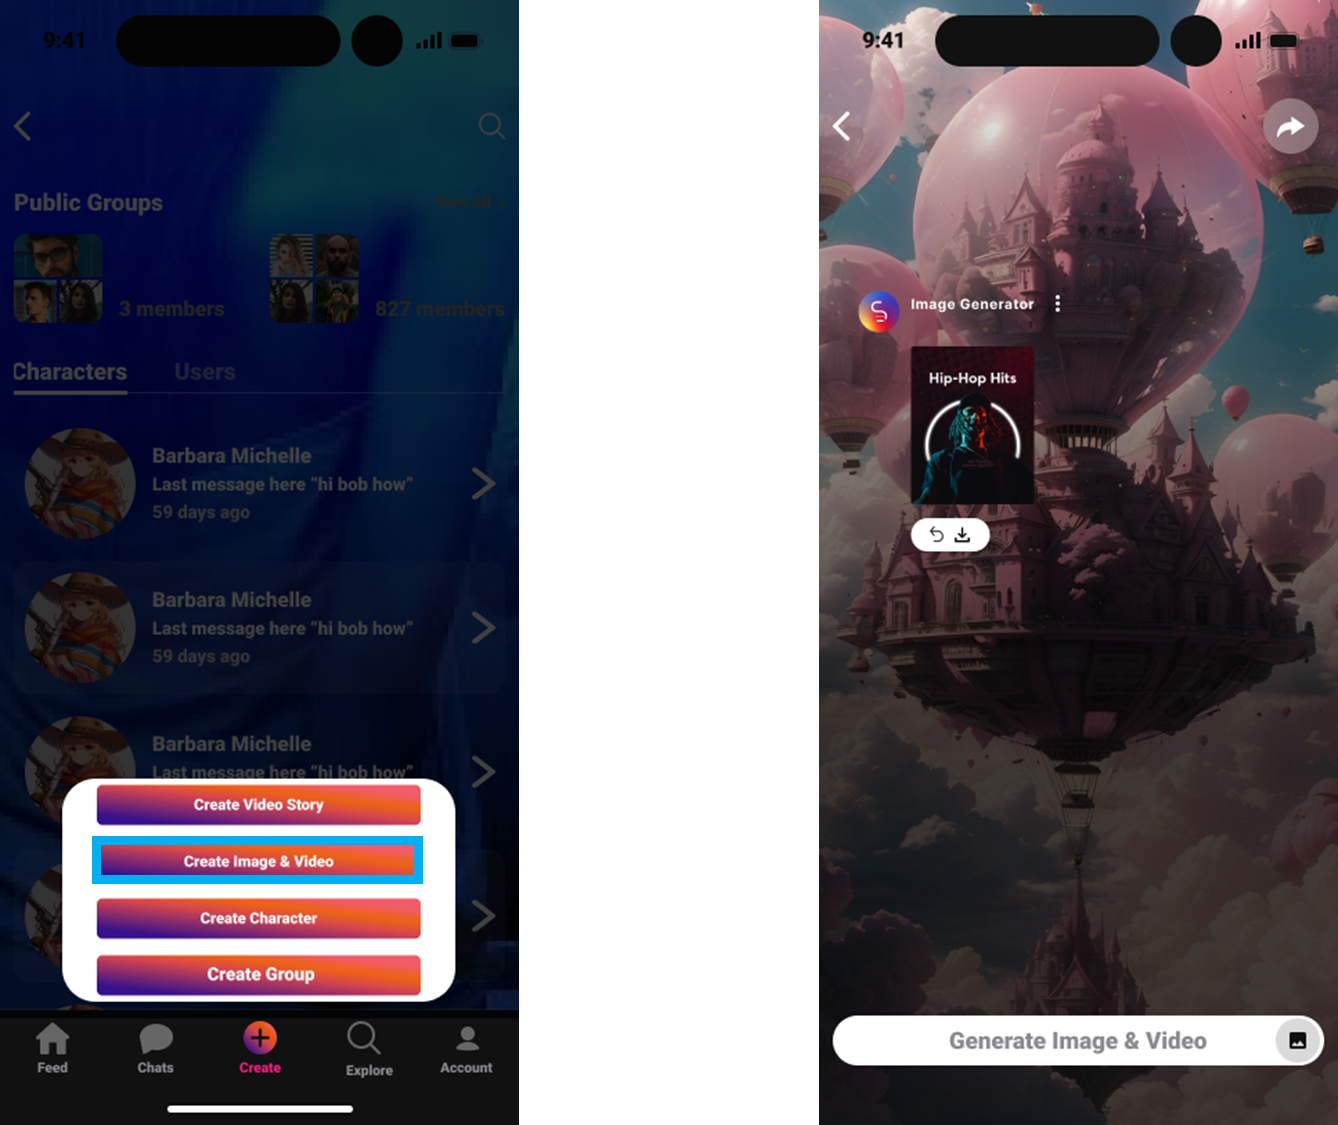 9:41
Public Groups
View All
3 members
827 members
Characters
Users
Barbara Michelle
Last message here “hi bob how”
59 days ago
Barbara Michelle
Last message here “hi bob how”
59 days ago
Barbara Michelle
Last message here “hi bob how”
Create Video Story
Create Image & Video
Create Character
Create Group
Feed
Chats
Create
Explore
Account
9:41
Image Generator
Hip-Hop Hits
Generate Image & Video